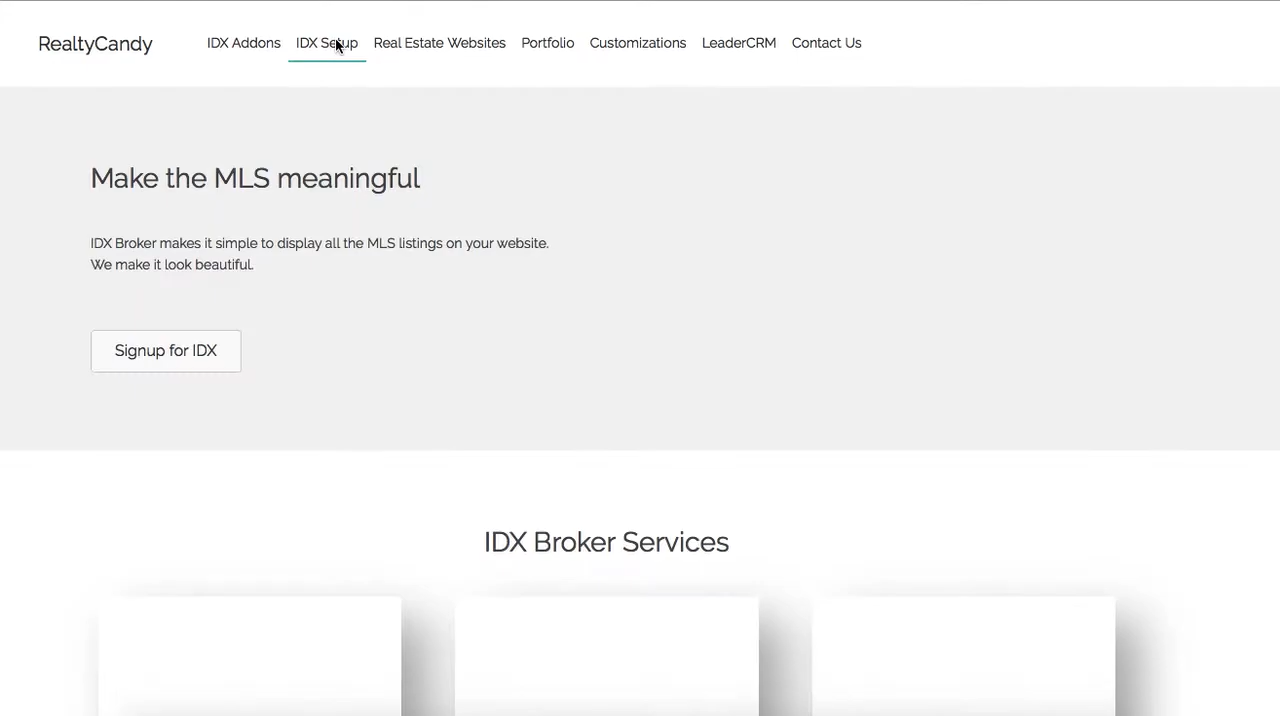 RealtyCandy
IDX Addons IDX Setup Real Estate Websites Portfolio Customizations LeaderCRM Contact Us
Make the MLS meaningful
IDX Broker makes it simple to display all the MLS listings on your website.
We make it look beautiful.
Signup for IDX
IDX Broker Services